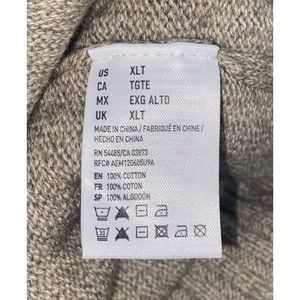 US XLT
CA TGTE
MX EXG ALTO
UK XLT
MADE IN CHINA / FABRIQUÉ EN CHINE /
HECHO EN CHINA
RN 54485/CA 03873
RFC# AEM120605U9A
EN 100% COTTON
FR 100% COTON
SP 100% ALGODÓN